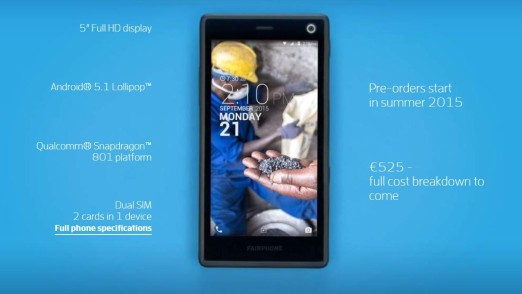 5" Full HD display
Android® 5.1 Lollipop™
Qualcomm® Snapdragon™
801 platform
Dual SIM
2 cards in 1 device
Full phone specifications
2:10 PM
SEPTEMBER 2015
MONDAY
21
FAIRPHONE
Pre-orders start
in summer 2015
€525 -
full cost breakdown to
come